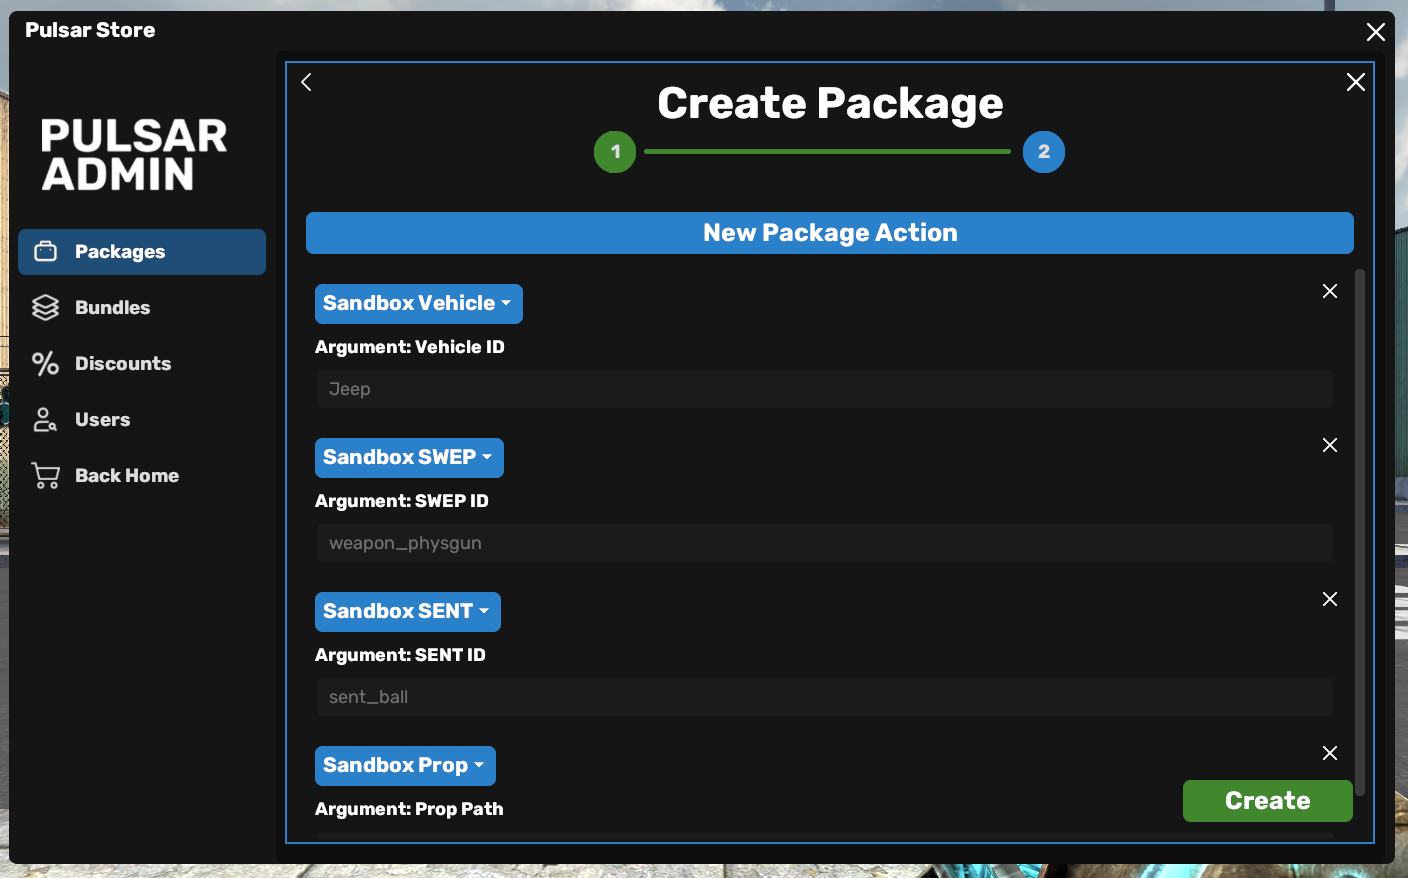 Pulsar Store
PULSAR
ADMIN
Packages
Bundles
Discounts
Users
Back Home
Create Package
1
2
New Package Action
Sandbox Vehicle
Argument: Vehicle ID
Jeep
Sandbox SWEP
Argument: SWEP ID
weapon_physgun
Sandbox SENT
Argument: SENT ID
sent_ball
Sandbox Prop
Argument: Prop Path
Create